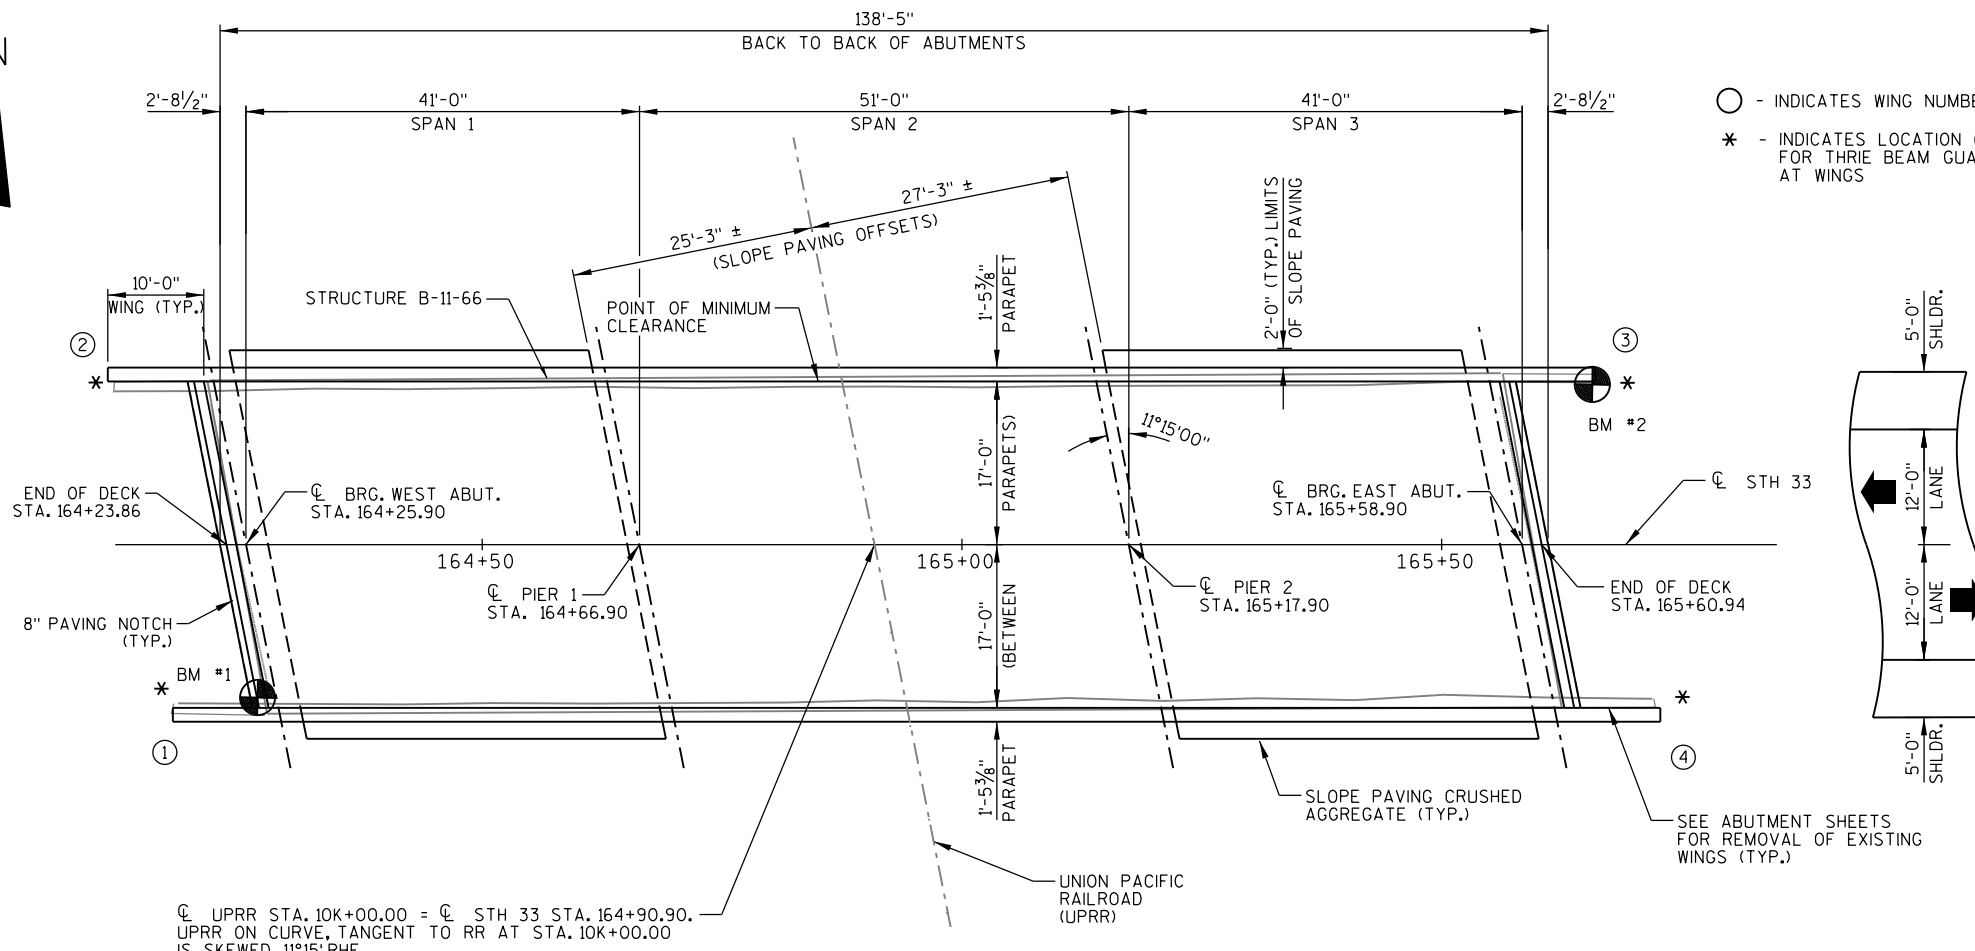 138'-5"
BACK TO BACK OF ABUTMENTS
N
2'-8½"
41'-0"
SPAN 1
51'-0"
SPAN 2
41'-0"
SPAN 3
2'-8½"
- INDICATES WING NUMBE
* - INDICATES LOCATION
FOR THRIE BEAM GUA
AT WINGS
25'-3" ±
27'-3" ±
(SLOPE PAVING OFFSETS)
2'-0" (TYP.) LIMITS
OF SLOPE PAVING
10'-0"
WING (TYP.)
STRUCTURE B-11-66
POINT OF MINIMUM
CLEARANCE
1'-5⅜"
PARAPET
2
*
3
*
BM #2
11°15'00"
17'-0"
PARAPETS)
5'-0"
SHLDR.
12'-0"
LANE
12'-0"
LANE
5'-0"
SHLDR.
END OF DECK
STA. 164+23.86
℄ BRG. WEST ABUT.
STA. 164+25.90
℄ BRG. EAST ABUT.
STA. 165+58.90
℄ STH 33
164+50
165+00
165+50
℄ PIER 1
STA. 164+66.90
℄ PIER 2
STA. 165+17.90
END OF DECK
STA. 165+60.94
8" PAVING NOTCH
(TYP.)
17'-0"
(BETWEEN
BM #1
*
*
1
4
1'-5⅜"
PARAPET
SLOPE PAVING CRUSHED
AGGREGATE (TYP.)
SEE ABUTMENT SHEETS
FOR REMOVAL OF EXISTING
WINGS (TYP.)
UNION PACIFIC
RAILROAD
(UPRR)
℄ UPRR STA. 10K+00.00 = ℄ STH 33 STA. 164+90.90.
UPRR ON CURVE, TANGENT TO RR AT STA. 10K+00.00
IS SKEWED 11°15' RHF